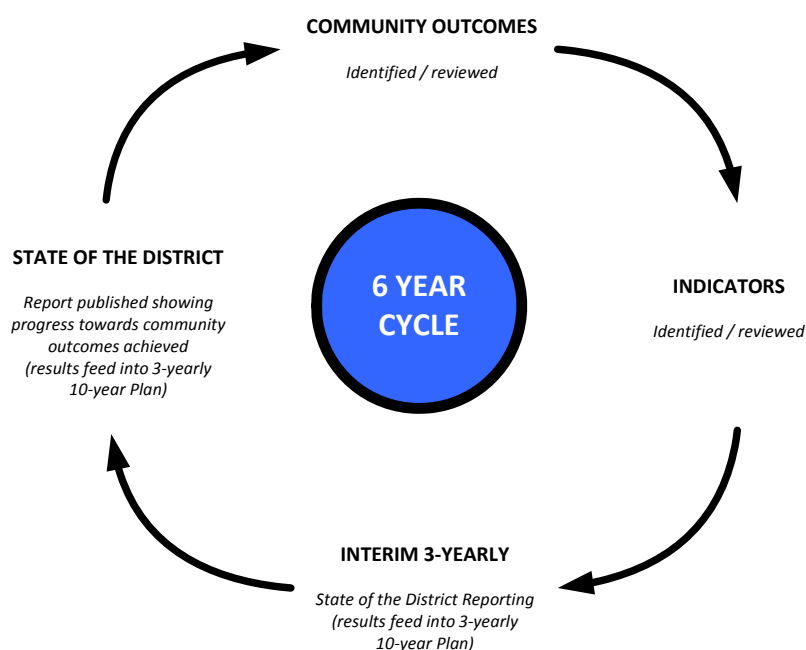 COMMUNITY OUTCOMES
Identified / reviewed
STATE OF THE DISTRICT
Report published showing
progress towards community
outcomes achieved
(results feed into 3-yearly
10-year Plan)
6 YEAR
CYCLE
INDICATORS
Identified / reviewed
INTERIM 3-YEARLY
State of the District Reporting
(results feed into 3-yearly
10-year Plan)